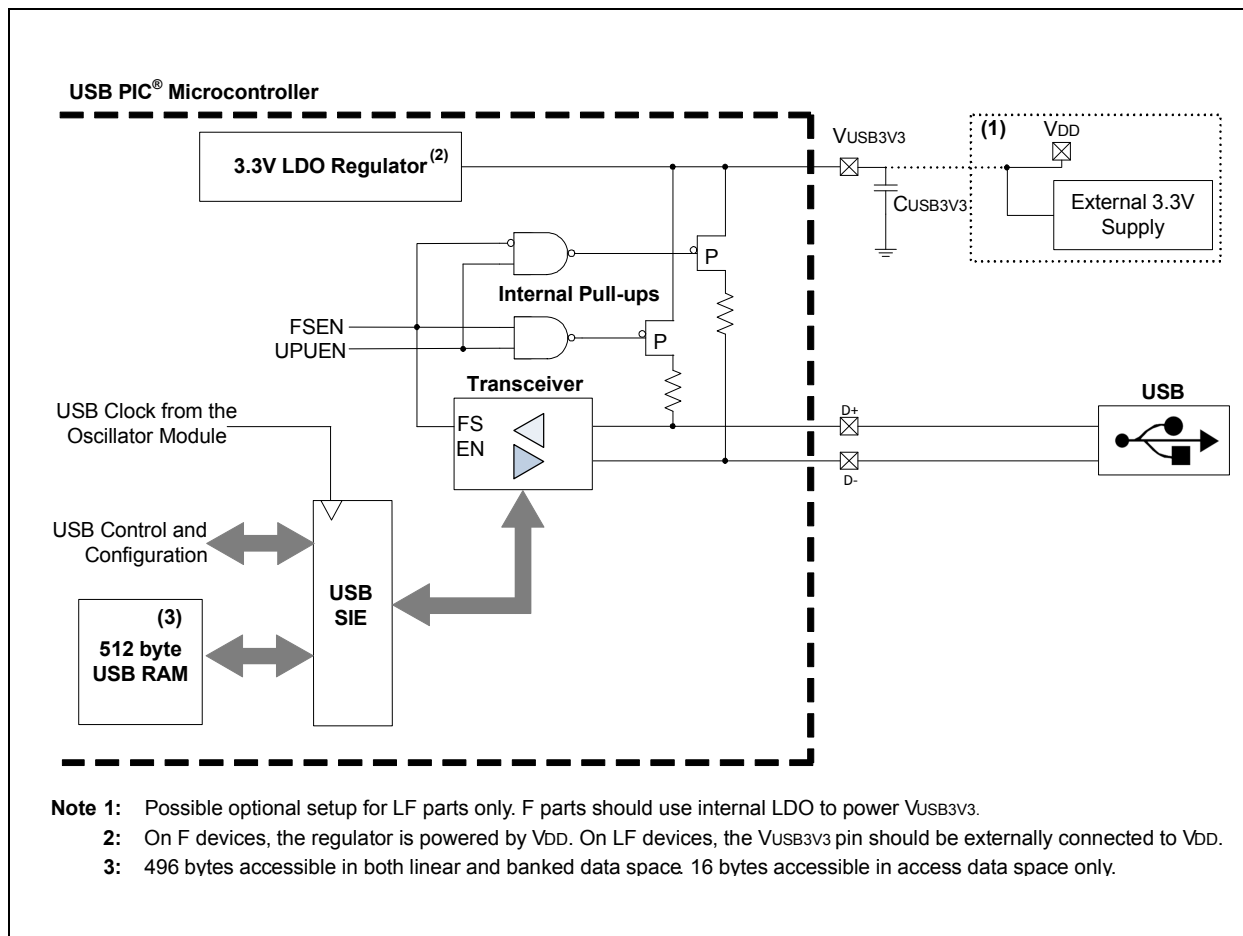 USB PIC® Microcontroller
3.3V LDO Regulator(2)
VUSB3V3
(1)
VDD
CUSB3V3
External 3.3V
Supply
P
Internal Pull-ups
FSEN
UPUEN
P
Transceiver
USB
USB Clock from the
Oscillator Module
FS
EN
D+
D-
USB Control and
Configuration
USB
SIE
(3)
512 byte
USB RAM
Note 1: Possible optional setup for LF parts only. F parts should use internal LDO to power VUSB3V3.
2: On F devices, the regulator is powered by VDD. On LF devices, the VUSB3V3 pin should be externally connected to VDD.
3: 496 bytes accessible in both linear and banked data space. 16 bytes accessible in access data space only.